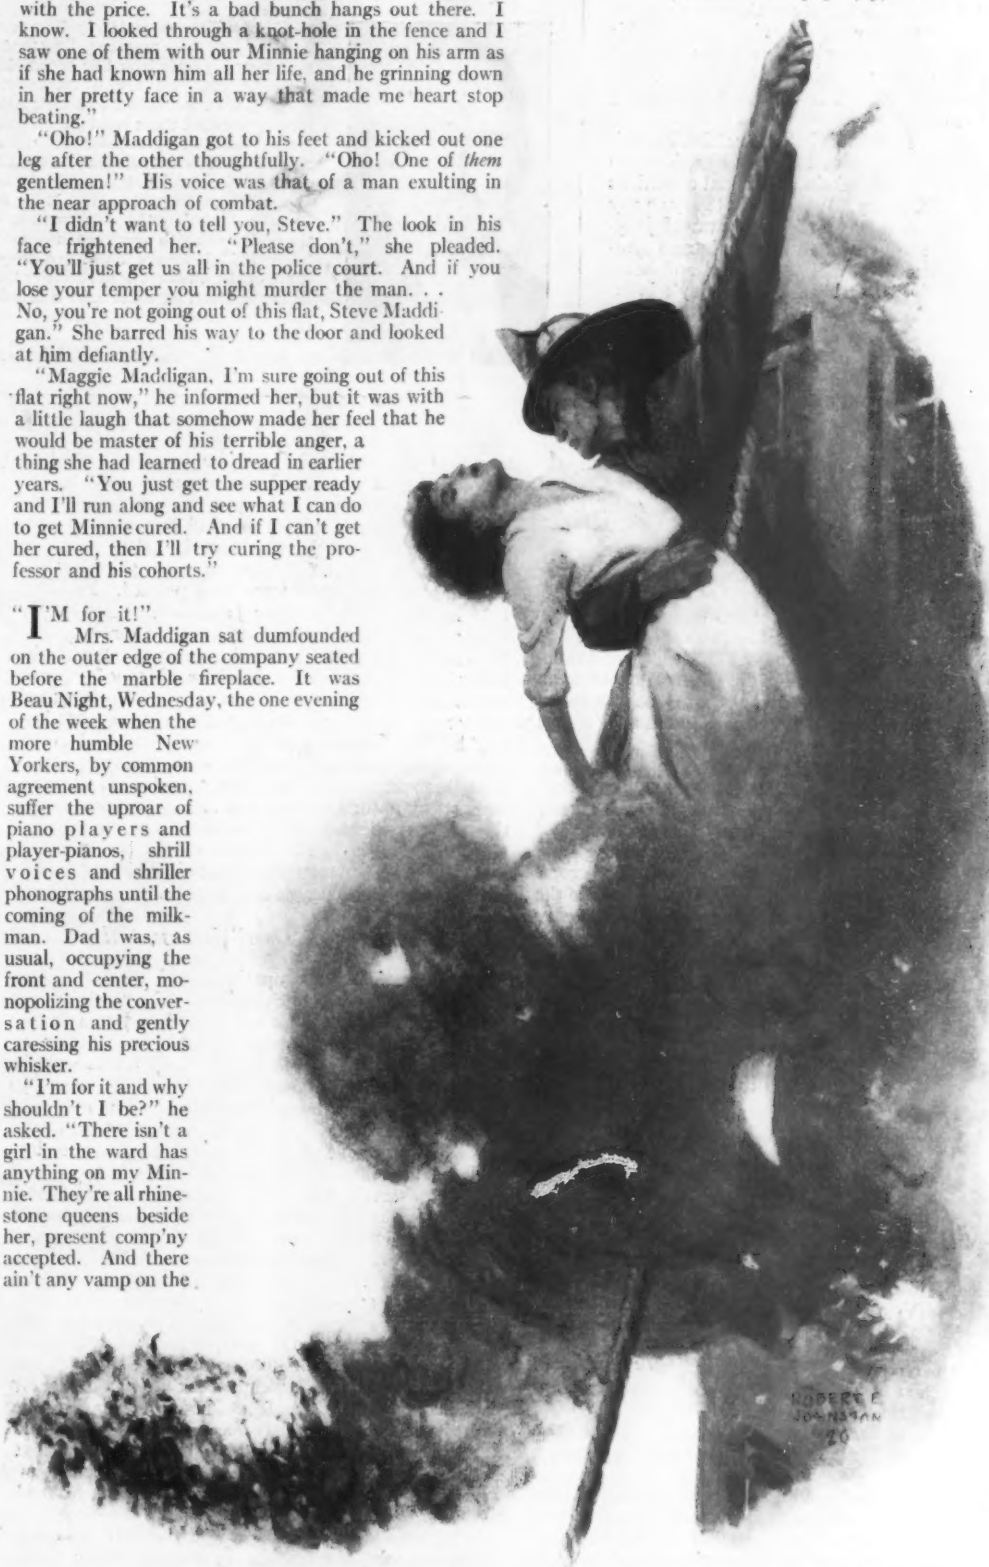 with the price. It's a bad bunch hangs out there. I
know. I looked through a knot-hole in the fence and I
saw one of them with our Minnie hanging on his arm as
if she had known him all her life, and he grinning down
in her pretty face in a way that made me heart stop
beating."
"Oho!" Maddigan got to his feet and kicked out one
leg after the other thoughtfully. "Oho! One of them
gentlemen!" His voice was that of a man exulting in
the near approach of combat.
"I didn't want to tell you, Steve." The look in his
face frightened her. "Please don't," she pleaded.
"You'll just get us all in the police court. And if you
lose your temper you might murder the man. . .
No, you're not going out of this flat, Steve Maddi-
gan." She barred his way to the door and looked
at him defiantly.
"Maggie Maddigan, I'm sure going out of this
flat right now," he informed her, but it was with
a little laugh that somehow made her feel that he
would be master of his terrible anger, a
thing she had learned to dread in earlier
years. "You just get the supper ready
and I'll run along and see what I can do
to get Minnie cured. And if I can't get
her cured, then I'll try curing the pro-
fessor and his cohorts."
"I'M for it!"
Mrs. Maddigan sat dumfounded
on the outer edge of the company seated
before the marble fireplace. It was
Beau Night, Wednesday, the one evening
of the week when the
more humble New
Yorkers, by common
agreement unspoken,
suffer the uproar of
piano players and
player-pianos, shrill
voices and shriller
phonographs until the
coming of the milk-
man. Dad was, as
usual, occupying the
front and center, mo-
nopolizing the conver-
sation and gently
caressing his precious
whisker.
"I'm for it and why
shouldn't I be?" he
asked. "There isn't a
girl in the ward has
anything on my Min-
nie. They're all rhine-
stone queens beside
her, present comp'ny
accepted. And there
ain't any vamp on the
ROBERT E
JOHNSTON
20